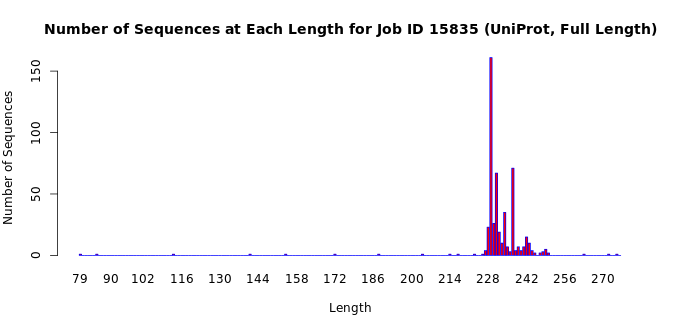 Number of Sequences at Each Length for Job ID 15835 (UniProt, Full Length)
Number of Sequences
150
100
50
0
79 90 102 116 130 144 158 172 186 200 214 228 242 256 270
Length